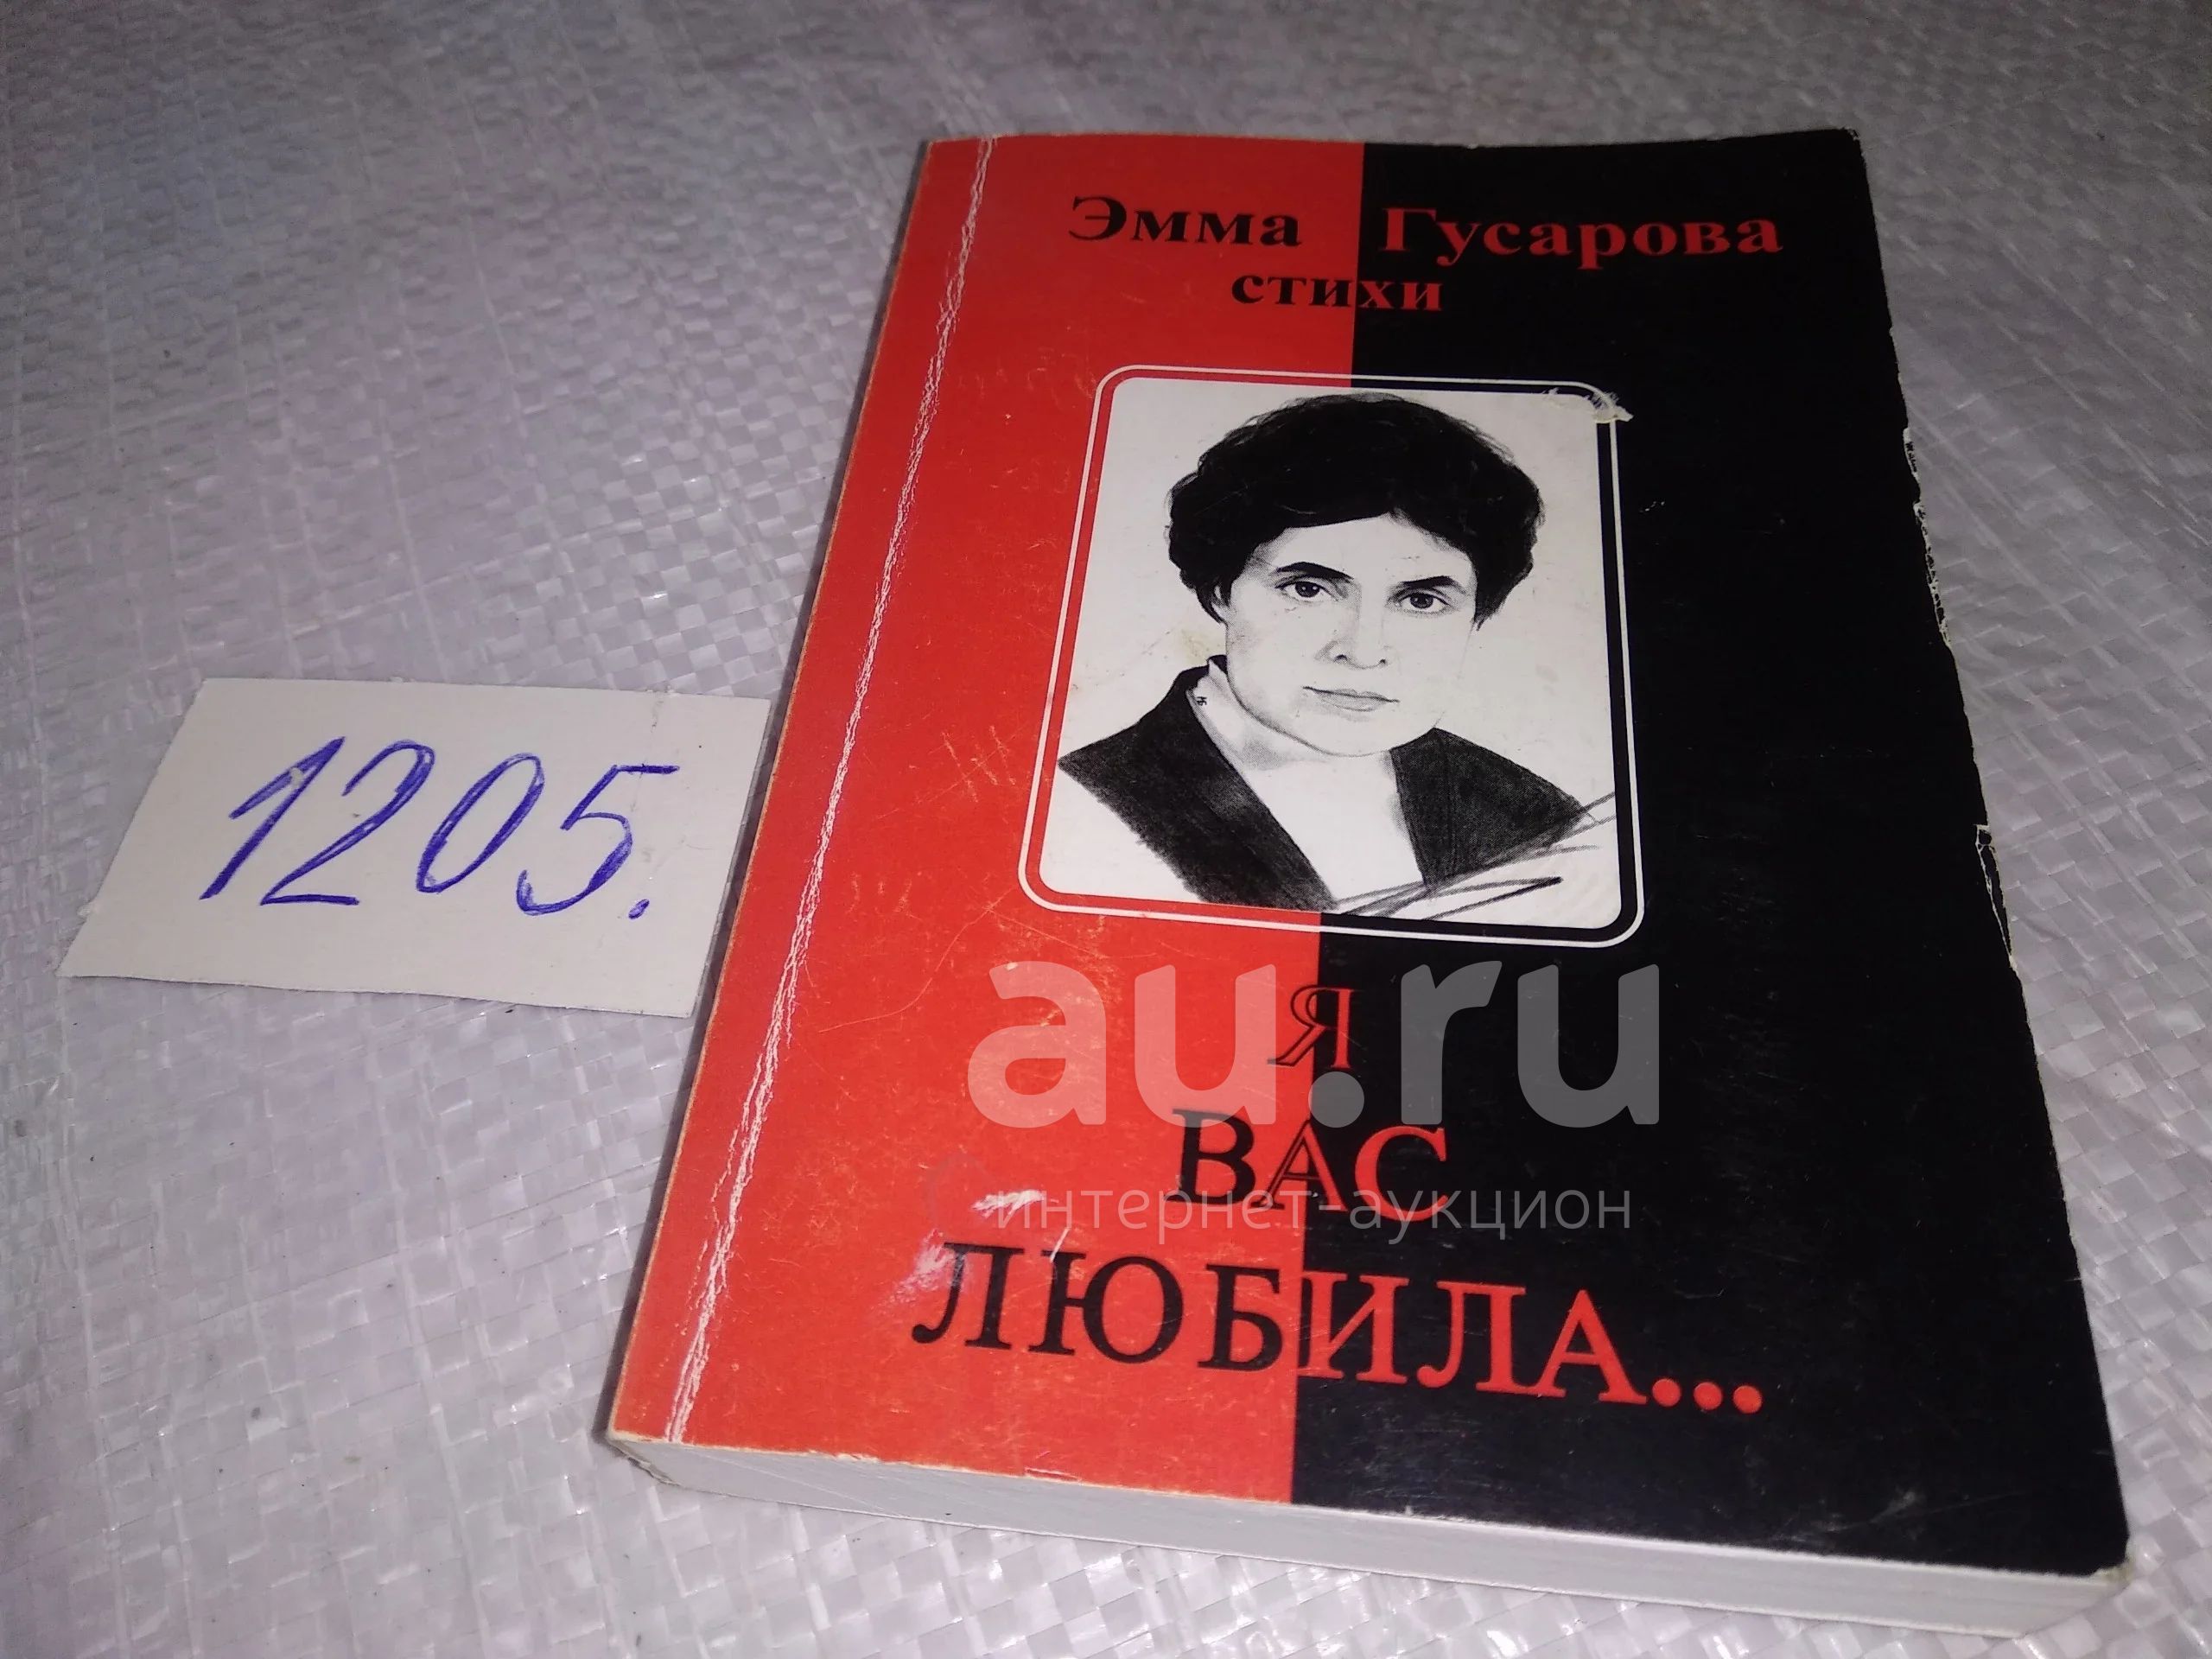 Эмма Гусарова
стихи
1205.
au.ru
Я
ВАС
интернет-аукцион
ЛЮБИЛА...